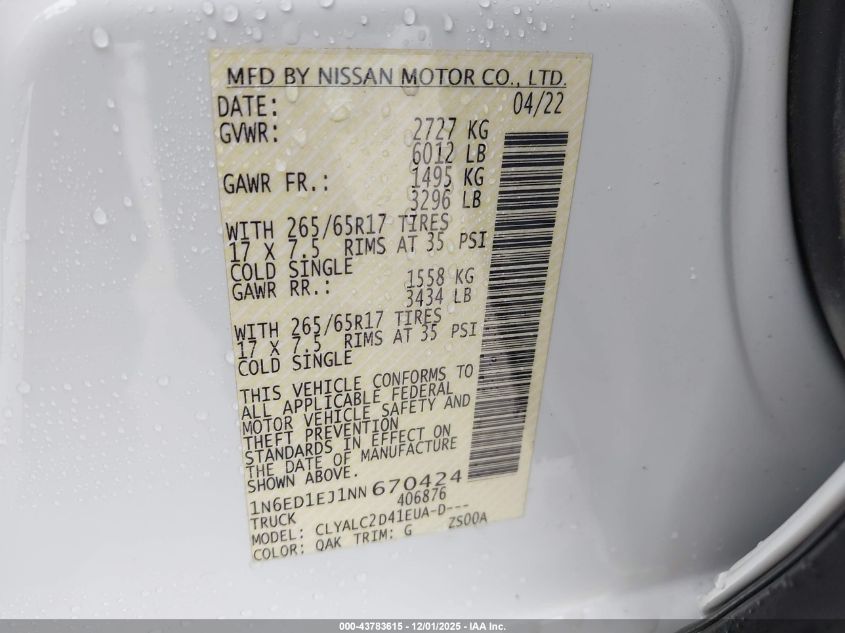 MFD BY NISSAN MOTOR CO., LTD.
DATE: 04/22
GVWR: 2727 KG
6012 LB
GAWR FR.: 1495 KG
3296 LB
WITH 265/65R17 TIRES
17 X 7.5 RIMS AT 35 PSI
COLD SINGLE
GAWR RR.: 1558 KG
3434 LB
WITH 265/65R17 TIRES
17 X 7.5 RIMS AT 35 PSI
COLD SINGLE
THIS VEHICLE CONFORMS TO
ALL APPLICABLE FEDERAL
MOTOR VEHICLE SAFETY AND
THEFT PREVENTION
STANDARDS IN EFFECT ON
THE DATE OF MANUFACTURE
SHOWN ABOVE.
1N6ED1EJ1NN670424
406876
TRUCK
MODEL: CLYALC2D41EUA-D---
COLOR: QAK TRIM: G ZS00A
000-43783615 - 12/01/2025 - IAA Inc.